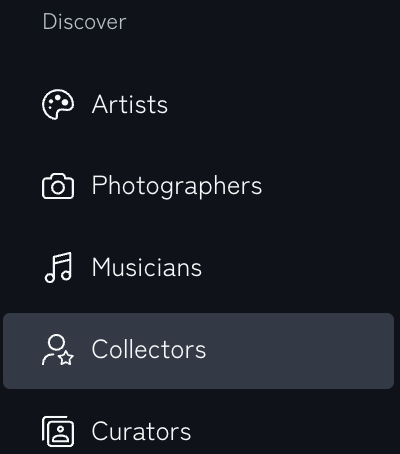 Discover
Artists
Photographers
Musicians
Collectors
Curators